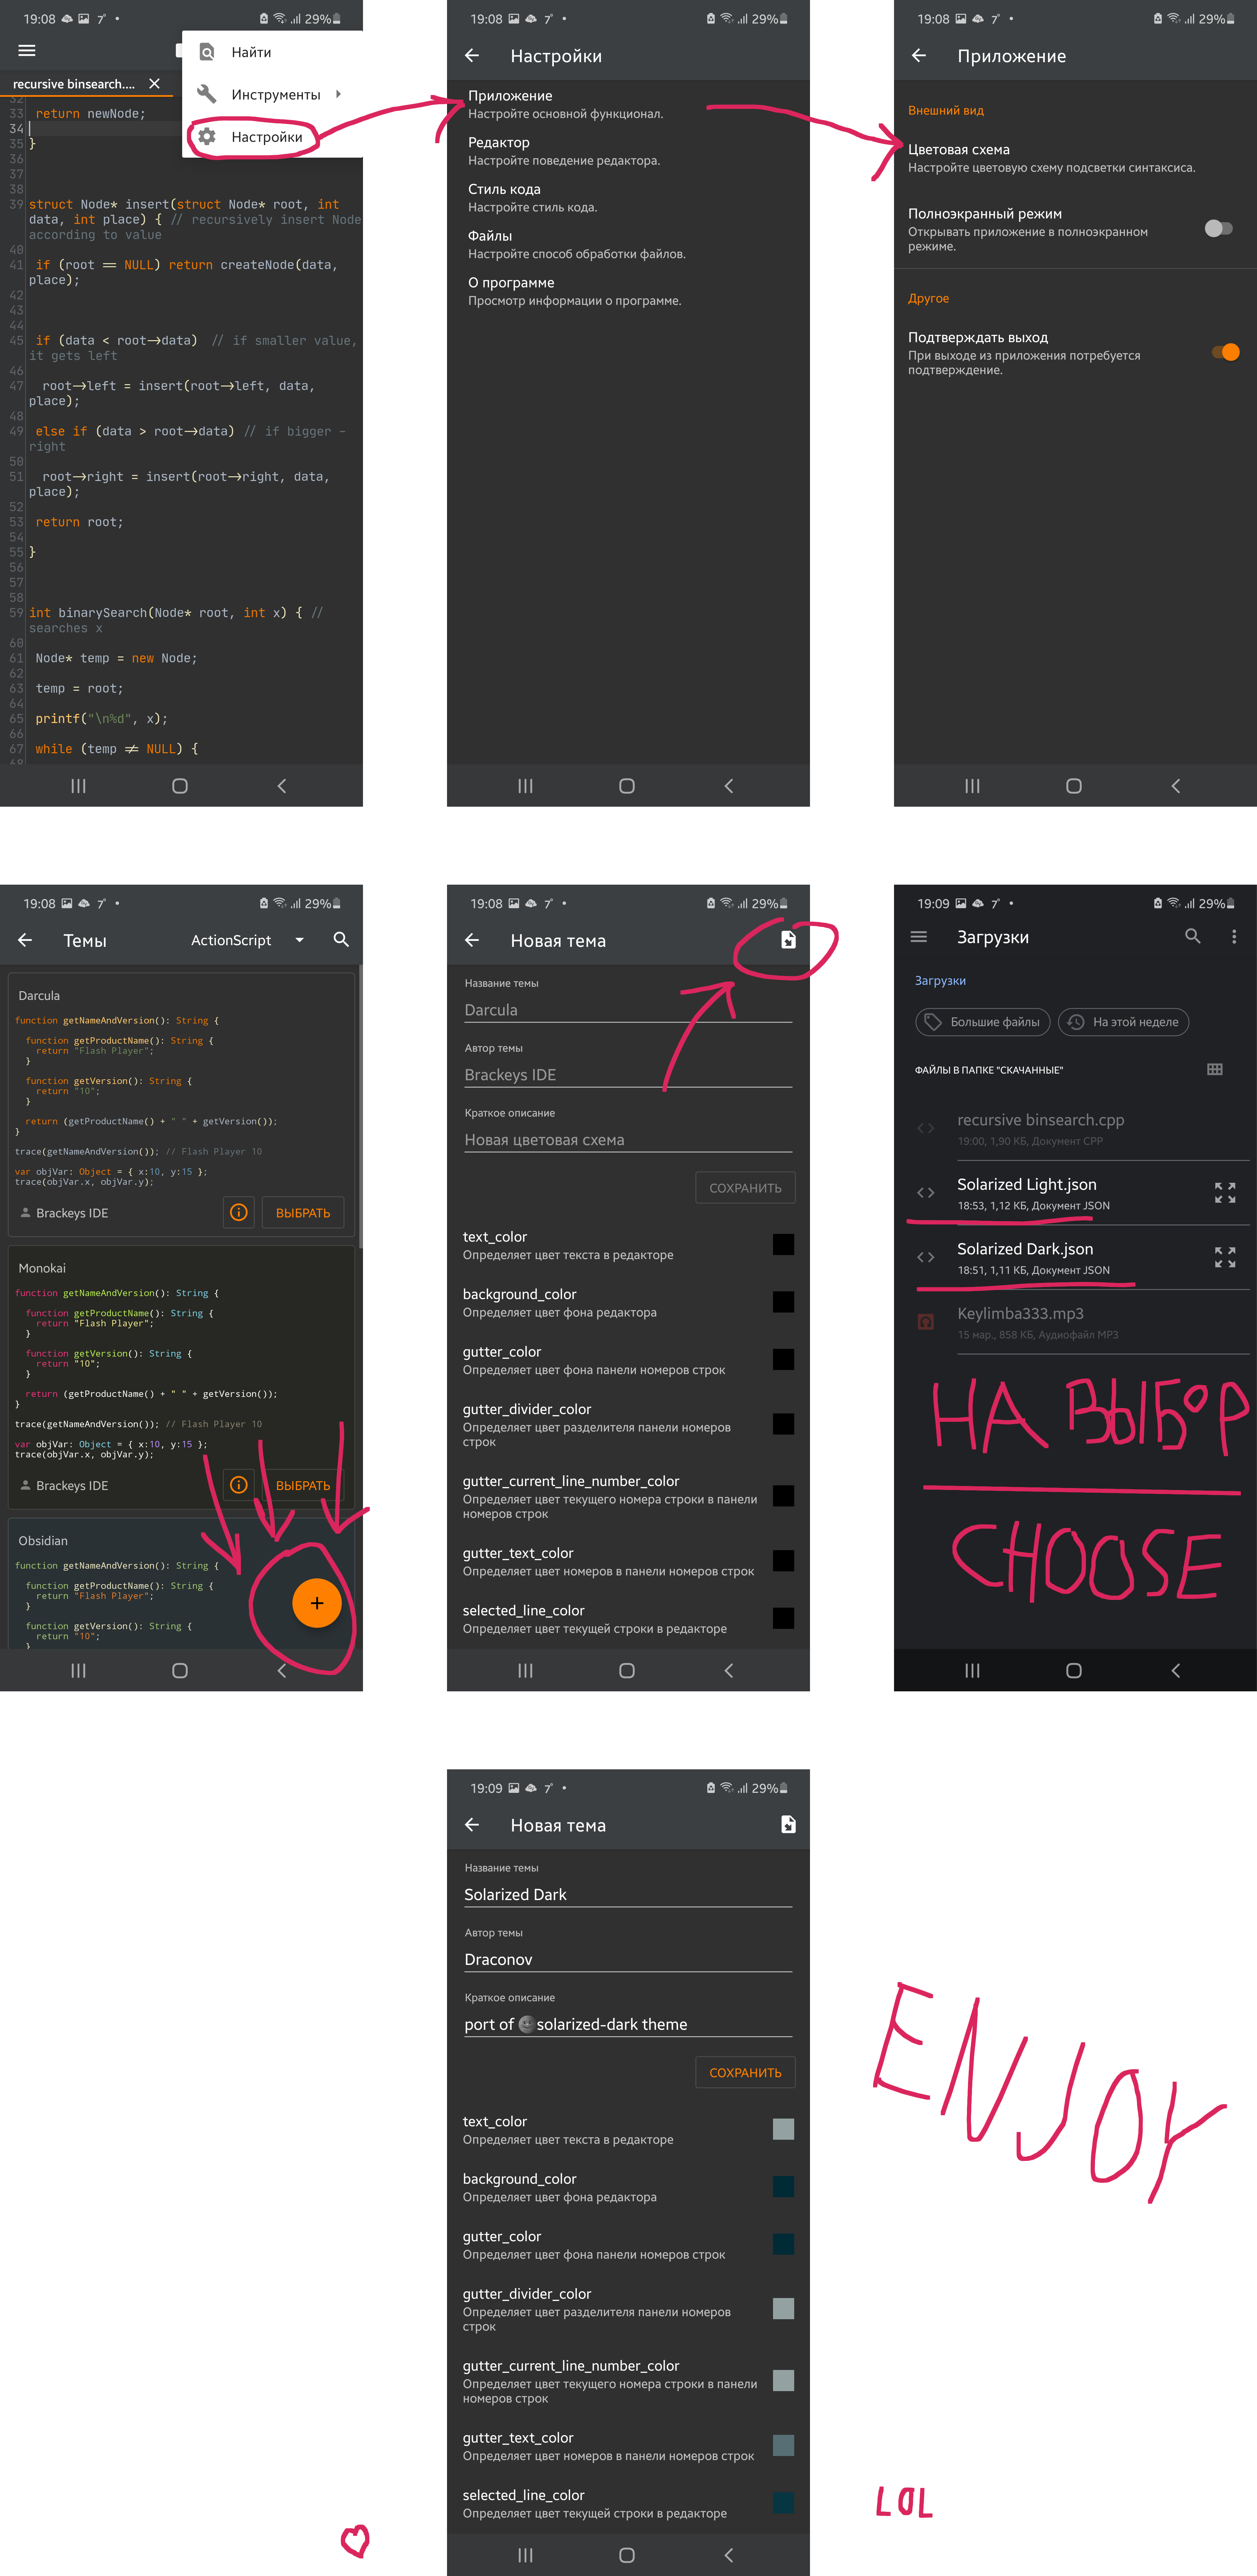 19:08 7° • 29%
Найти
Инструменты
Настройки
recursive binsearch....
32
33 return newNode;
34
35 }
36
37
38
39 struct Node* insert(struct Node* root, int
data, int place) { // recursively insert Node
according to value
40
41 if (root == NULL) return createNode(data,
place);
42
43
44
45 if (data < root->data) // if smaller value,
it gets left
46
47 root->left = insert(root->left, data,
place);
48
49 else if (data > root->data) // if bigger -
right
50
51 root->right = insert(root->right, data,
place);
52
53 return root;
54
55 }
56
57
58
59 int binarySearch(Node* root, int x) { //
searches x
60
61 Node* temp = new Node;
62
63 temp = root;
64
65 printf("\n%d", x);
66
67 while (temp != NULL) {
68
19:08 7° • 29%
Настройки
Приложение
Настройте основной функционал.
Редактор
Настройте поведение редактора.
Стиль кода
Настройте стиль кода.
Файлы
Настройте способ обработки файлов.
О программе
Просмотр информации о программе.
19:08 7° • 29%
Приложение
Внешний вид
Цветовая схема
Настройте цветовую схему подсветки синтаксиса.
Полноэкранный режим
Открывать приложение в полноэкранном
режиме.
Другое
Подтверждать выход
При выходе из приложения потребуется
подтверждение.
19:08 7° • 29%
Темы ActionScript
Darcula
function getNameAndVersion(): String {
function getProductName(): String {
return "Flash Player";
}
function getVersion(): String {
return "10";
}
return (getProductName() + " " + getVersion());
}
trace(getNameAndVersion()); // Flash Player 10
var objVar: Object = { x:10, y:15 };
trace(objVar.x, objVar.y);
Brackeys IDE ВЫБРАТЬ
Monokai
function getNameAndVersion(): String {
function getProductName(): String {
return "Flash Player";
}
function getVersion(): String {
return "10";
}
return (getProductName() + " " + getVersion());
}
trace(getNameAndVersion()); // Flash Player 10
var objVar: Object = { x:10, y:15 };
trace(objVar.x, objVar.y);
Brackeys IDE ВЫБРАТЬ
Obsidian
function getNameAndVersion(): String {
function getProductName(): String {
return "Flash Player";
}
function getVersion(): String {
return "10";
}
19:08 7° • 29%
Новая тема
Название темы
Darcula
Автор темы
Brackeys IDE
Краткое описание
Новая цветовая схема
СОХРАНИТЬ
text_color
Определяет цвет текста в редакторе
background_color
Определяет цвет фона редактора
gutter_color
Определяет цвет фона панели номеров строк
gutter_divider_color
Определяет цвет разделителя панели номеров
строк
gutter_current_line_number_color
Определяет цвет текущего номера строки в панели
номеров строк
gutter_text_color
Определяет цвет номеров в панели номеров строк
selected_line_color
Определяет цвет текущей строки в редакторе
19:09 7° • 29%
Загрузки
Загрузки
Большие файлы На этой неделе
ФАЙЛЫ В ПАПКЕ "СКАЧАННЫЕ"
recursive binsearch.cpp
19:00, 1,90 КБ, Документ CPP
Solarized Light.json
18:53, 1,12 КБ, Документ JSON
Solarized Dark.json
18:51, 1,11 КБ, Документ JSON
Keylimba333.mp3
15 мар., 858 КБ, Аудиофайл MP3
НА ВЫБОР
CHOOSE
19:09 7° • 29%
Новая тема
Название темы
Solarized Dark
Автор темы
Draconov
Краткое описание
port of 🌚solarized-dark theme
СОХРАНИТЬ
text_color
Определяет цвет текста в редакторе
background_color
Определяет цвет фона редактора
gutter_color
Определяет цвет фона панели номеров строк
gutter_divider_color
Определяет цвет разделителя панели номеров
строк
gutter_current_line_number_color
Определяет цвет текущего номера строки в панели
номеров строк
gutter_text_color
Определяет цвет номеров в панели номеров строк
selected_line_color
Определяет цвет текущей строки в редакторе
ENJOY
LOL